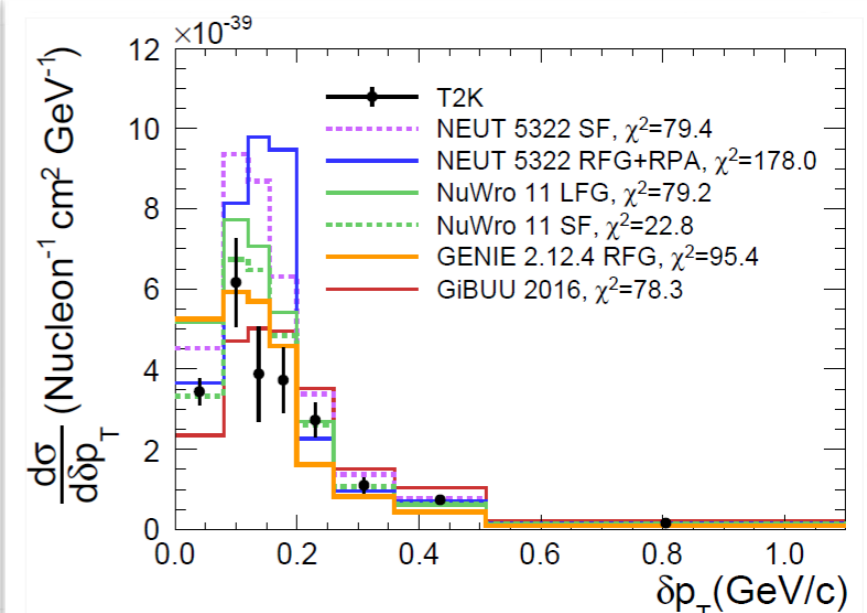 ×10⁻³⁹
12
10
8
6
4
2
0
dσ/dδp_T (Nucleon⁻¹ cm² GeV⁻¹)
T2K
NEUT 5322 SF, χ²=79.4
NEUT 5322 RFG+RPA, χ²=178.0
NuWro 11 LFG, χ²=79.2
NuWro 11 SF, χ²=22.8
GENIE 2.12.4 RFG, χ²=95.4
GiBUU 2016, χ²=78.3
0.0 0.2 0.4 0.6 0.8 1.0
δp_T(GeV/c)